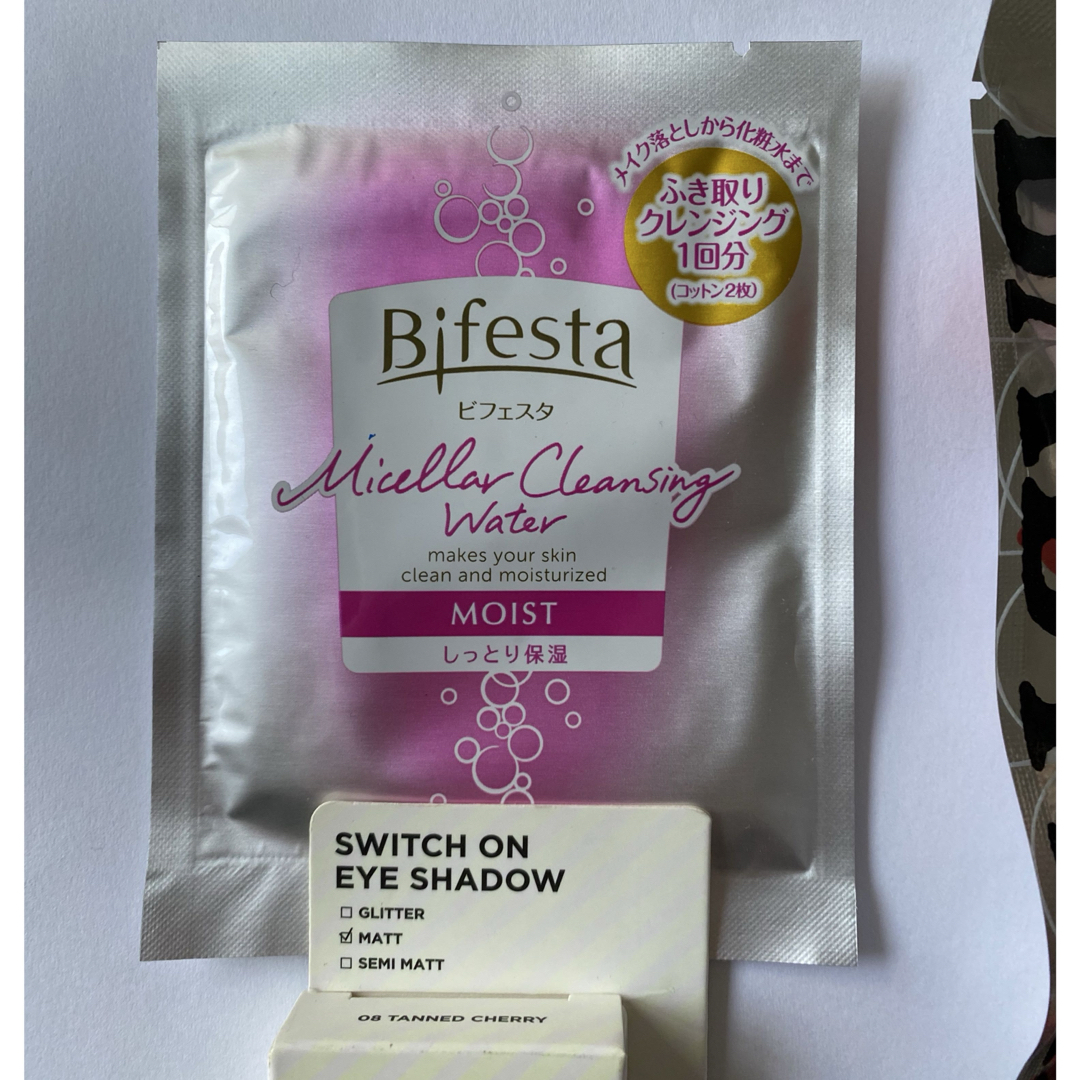 メイク落としから化粧水まで
ふき取り
クレンジング
1回分
(コットン2枚)
Bifesta
ビフェスタ
Micellar Cleansing
Water
makes your skin
clean and moisturized
MOIST
しっとり保湿
SWITCH ON
EYE SHADOW
☐ GLITTER
☑ MATT
☐ SEMI MATT
08 TANNED CHERRY